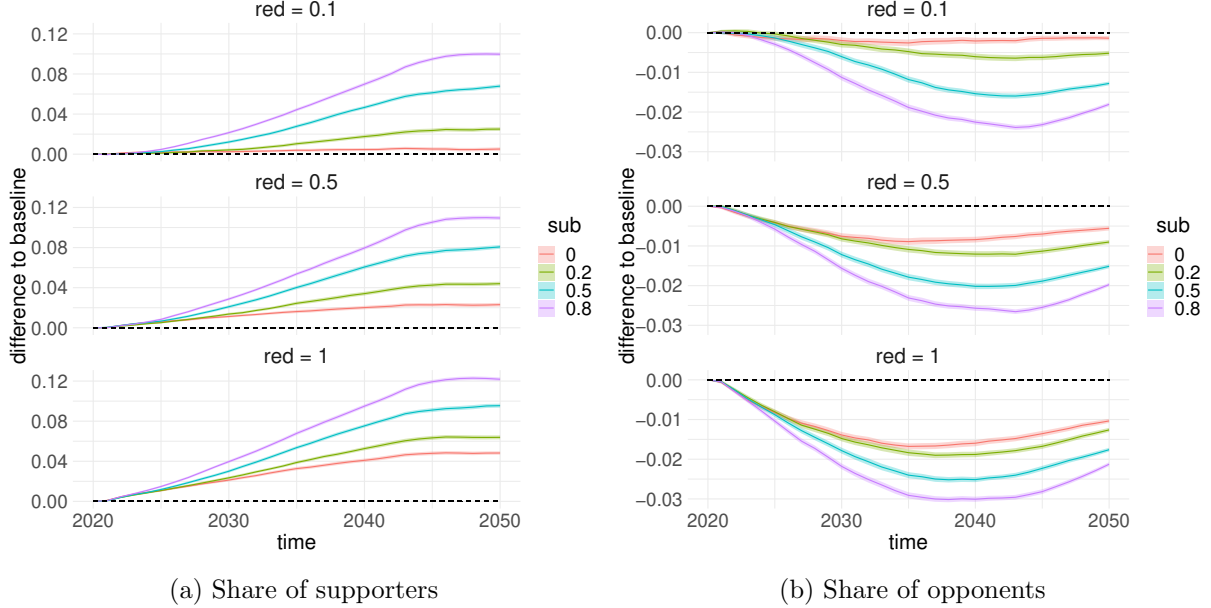 red = 0.1
0.12
0.08
0.04
0.00
red = 0.5
0.12
0.08
0.04
0.00
red = 1
0.12
0.08
0.04
0.00
2020 2030 2040 2050
time
difference to baseline
sub
0
0.2
0.5
0.8
(a) Share of supporters
red = 0.1
0.00
−0.01
−0.02
−0.03
red = 0.5
0.00
−0.01
−0.02
−0.03
red = 1
0.00
−0.01
−0.02
−0.03
2020 2030 2040 2050
time
difference to baseline
sub
0
0.2
0.5
0.8
(b) Share of opponents